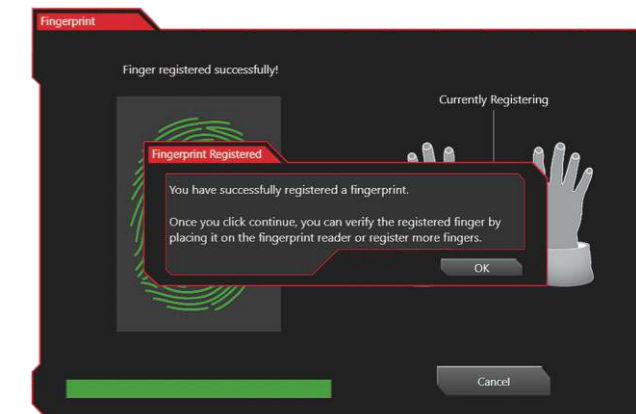 Fingerprint
Finger registered successfully!
Currently Registering
Fingerprint Registered
You have successfully registered a fingerprint.
Once you click continue, you can verify the registered finger by
placing it on the fingerprint reader or register more fingers.
OK
Cancel